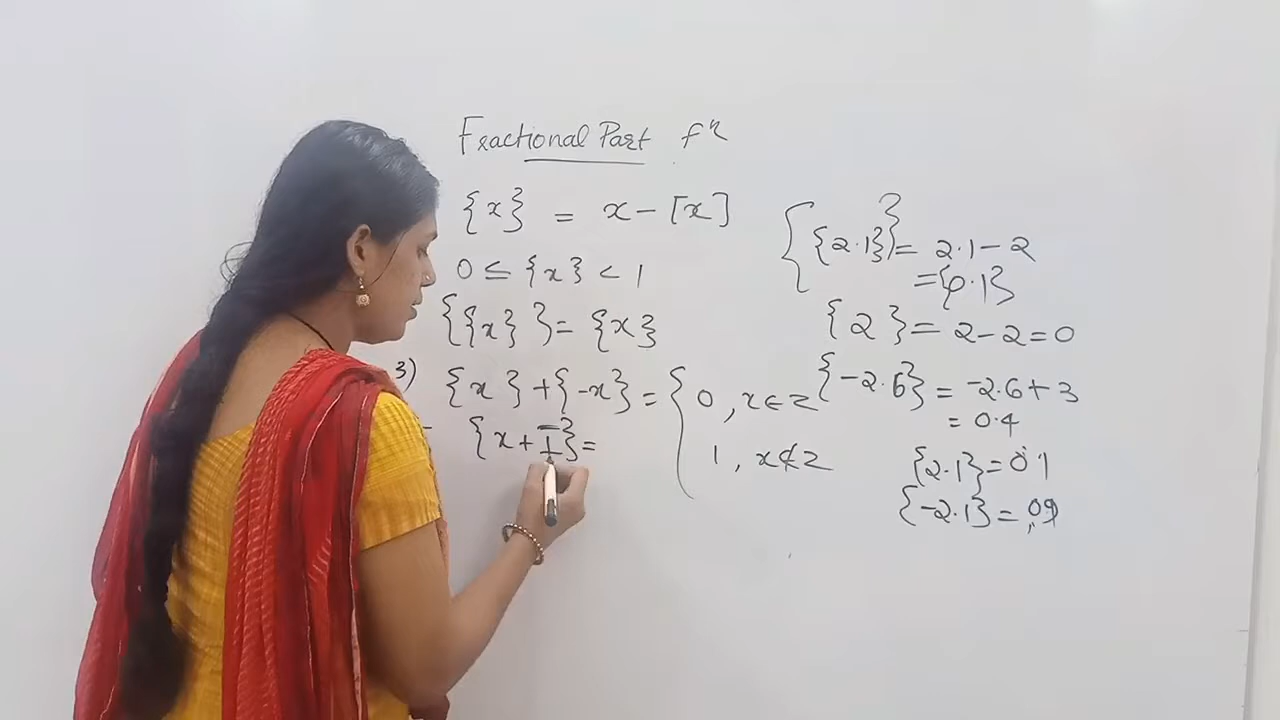 Fractional Part fⁿ
{x} = x - [x]
0 ≤ {x} < 1
{{x}} = {x}
3) {x} + {-x} = { 0, x ∈ Z
1, x ∉ Z
{x + I} =
{{2.1}} = 2.1 - 2
= {0.1}
{2} = 2 - 2 = 0
{-2.6} = -2.6 + 3
= 0.4
{2.1} = 0.1
{-2.1} = 0.9